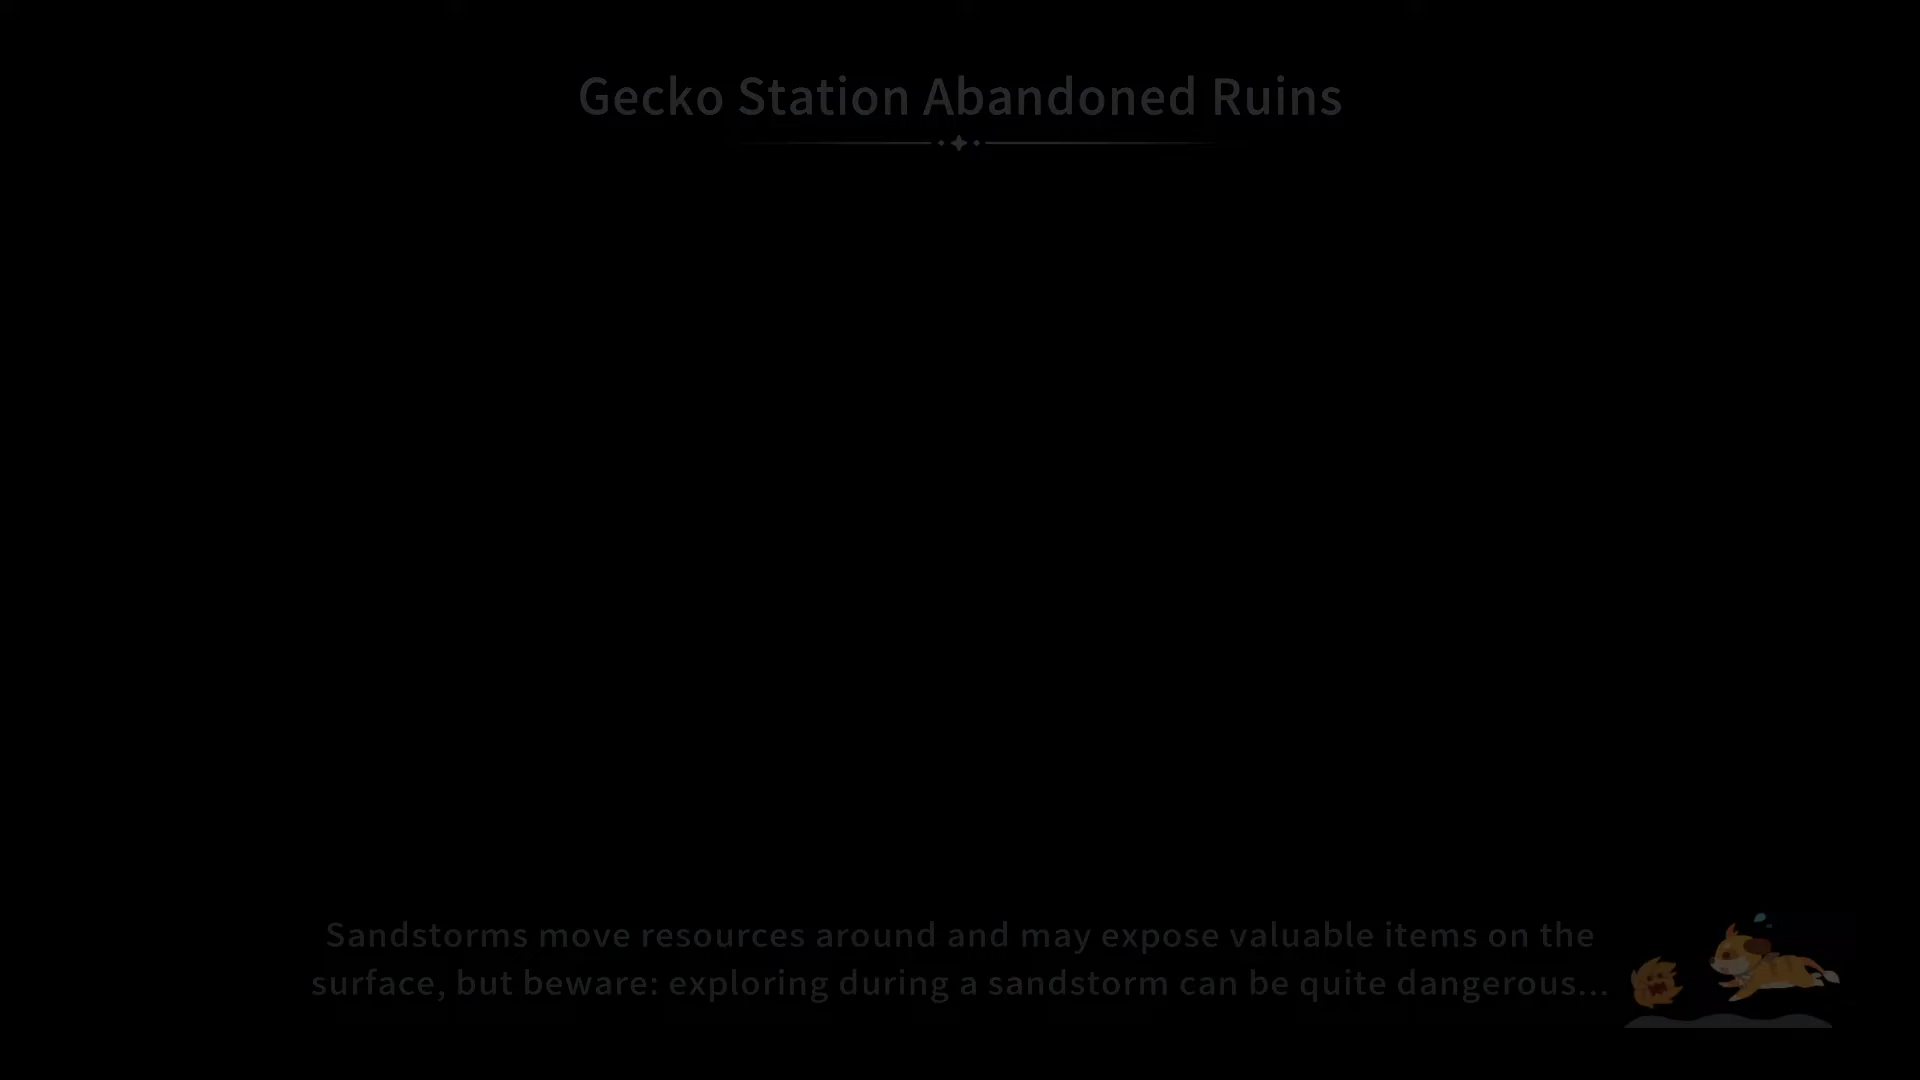 Gecko Station Abandoned Ruins
Sandstorms move resources around and may expose valuable items on the
surface, but beware: exploring during a sandstorm can be quite dangerous...